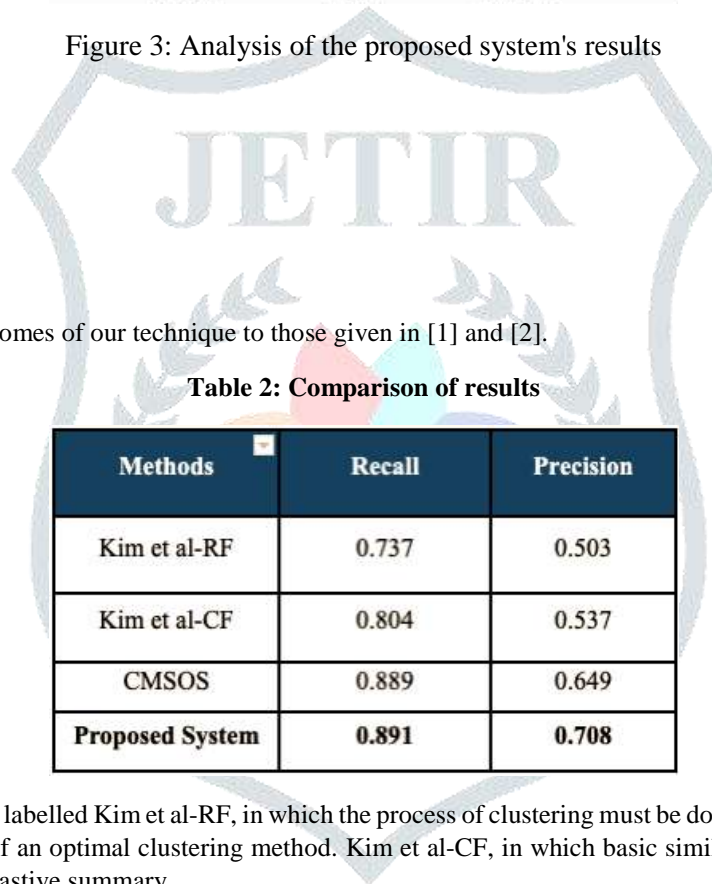 Figure 3: Analysis of the proposed system's results
JETIR
omes of our technique to those given in [1] and [2].
Table 2: Comparison of results
Methods Recall Precision
Kim et al-RF 0.737 0.503
Kim et al-CF 0.804 0.537
CMSOS 0.889 0.649
Proposed System 0.891 0.708
labelled Kim et al-RF, in which the process of clustering must be do
f an optimal clustering method. Kim et al-CF, in which basic simil
astive summary